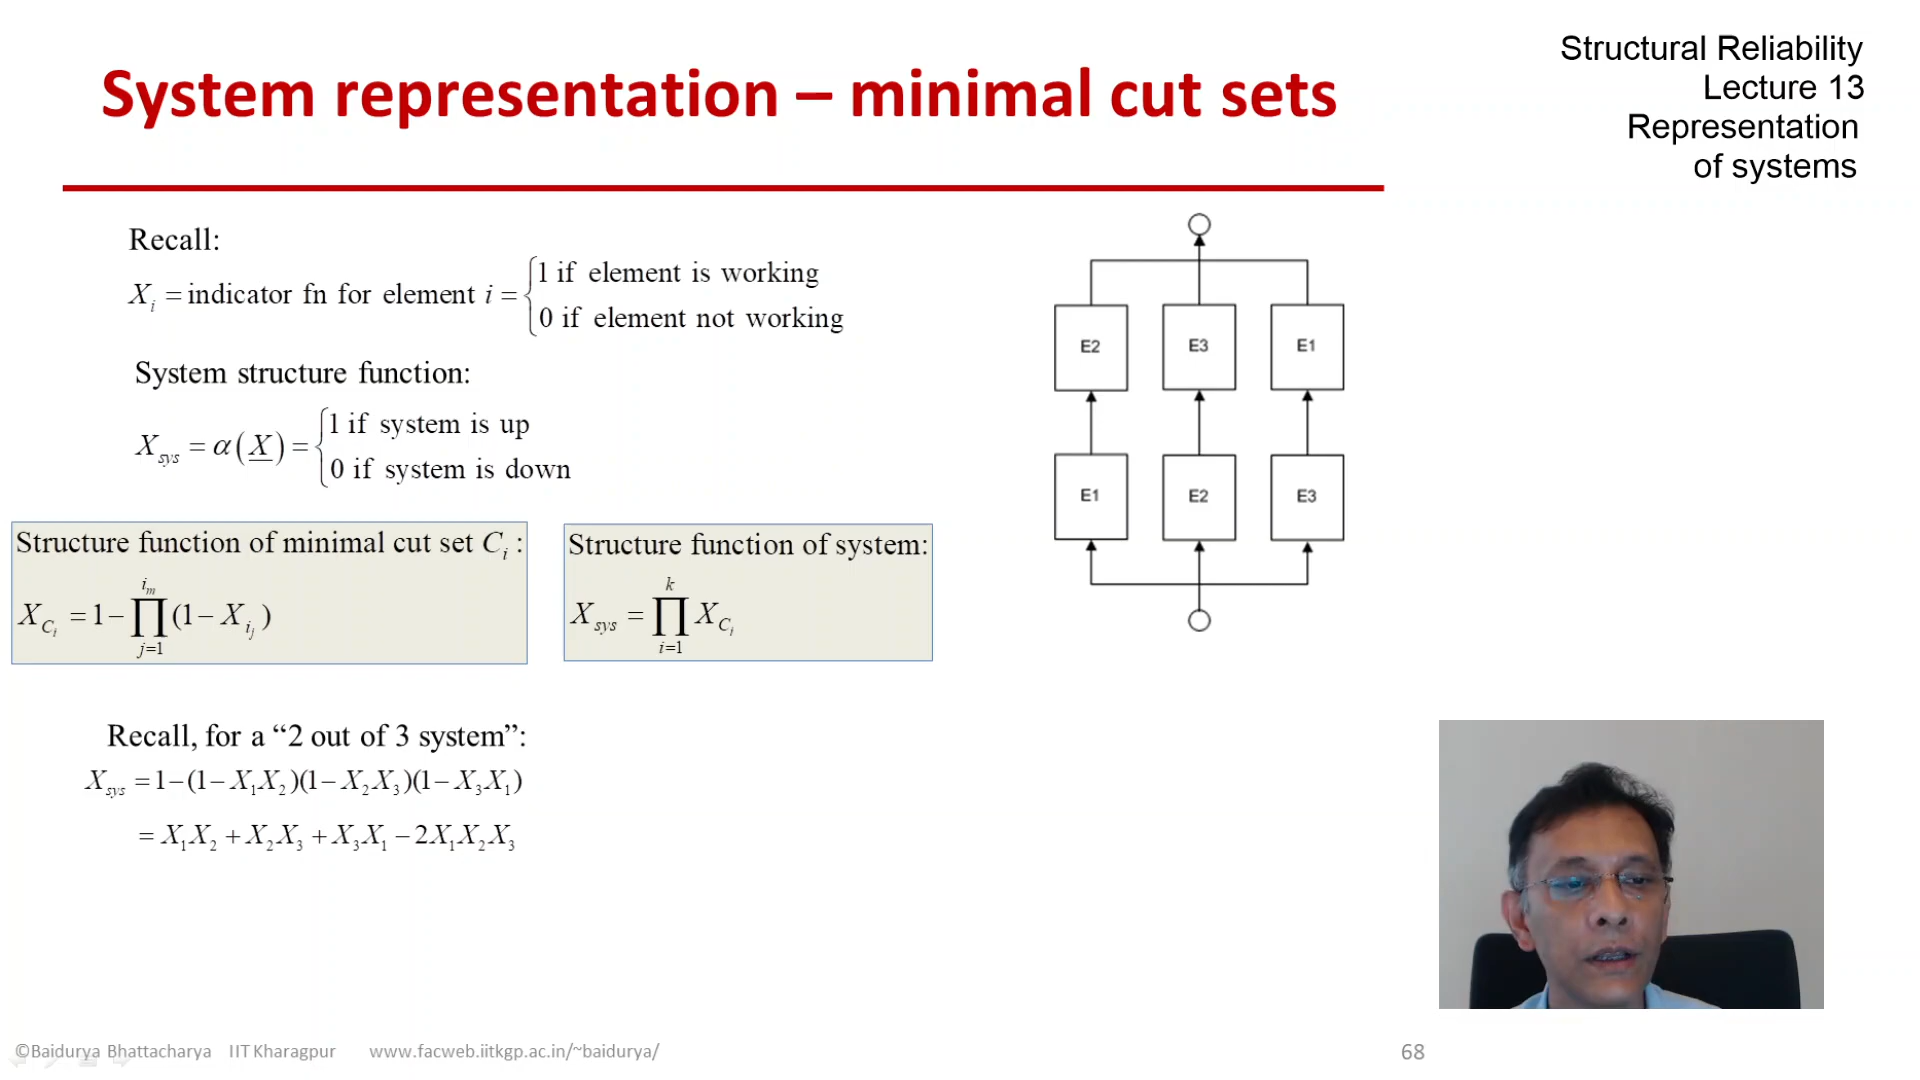 System representation – minimal cut sets
Structural Reliability
Lecture 13
Representation
of systems
Recall:
X_i = indicator fn for element i = { 1 if element is working
0 if element not working
System structure function:
X_sys = α(X) = { 1 if system is up
0 if system is down
Structure function of minimal cut set C_i :
X_{C_i} = 1 − ∏_{j=1}^{i_m} (1 − X_{i_j})
Structure function of system:
X_sys = ∏_{i=1}^{k} X_{C_i}
Recall, for a “2 out of 3 system”:
X_sys = 1−(1− X_1X_2)(1− X_2X_3)(1− X_3X_1)
= X_1X_2 + X_2X_3 + X_3X_1 − 2X_1X_2X_3
E2 E3 E1
E1 E2 E3
©Baidurya Bhattacharya IIT Kharagpur www.facweb.iitkgp.ac.in/~baidurya/
68